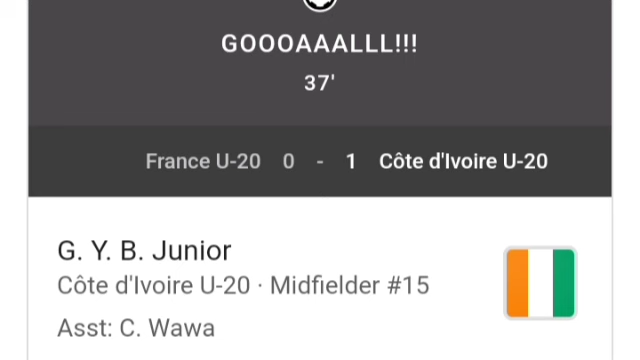 GOOOAAALLL!!!
37'
France U-20 0 - 1 Côte d'Ivoire U-20
G. Y. B. Junior
Côte d'Ivoire U-20 · Midfielder #15
Asst: C. Wawa